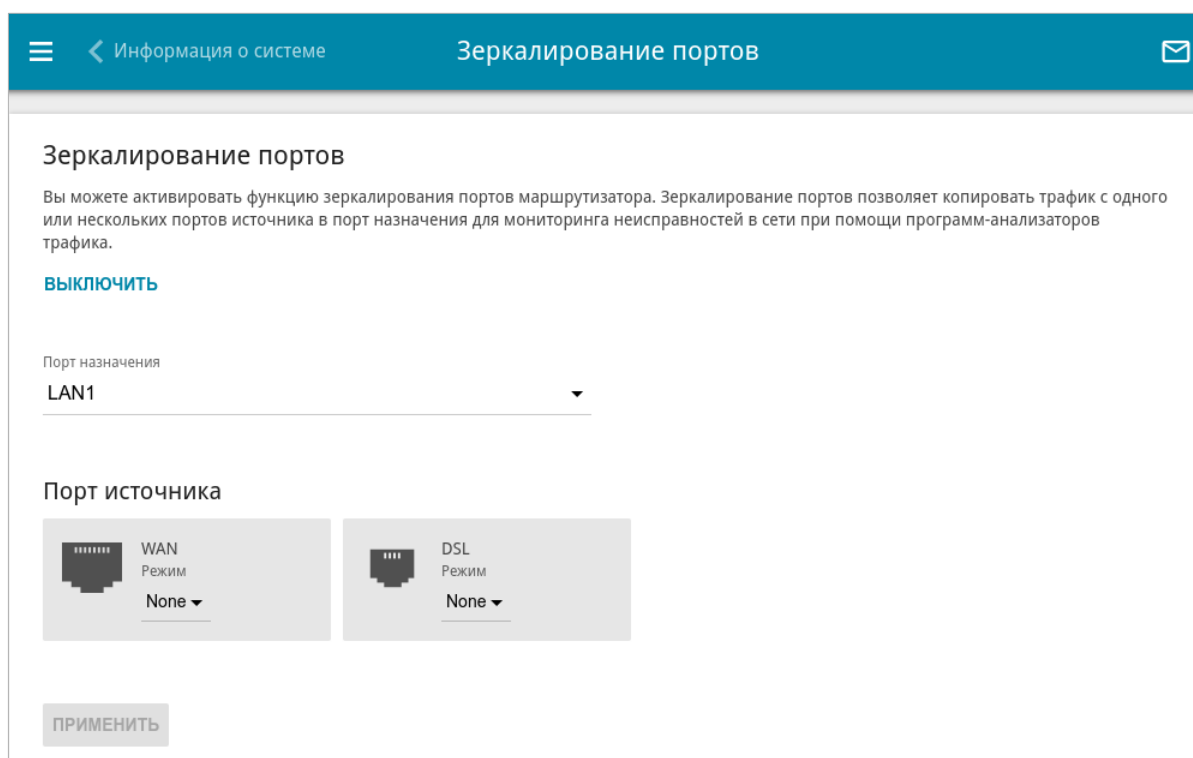 Информация о системе
Зеркалирование портов
Зеркалирование портов
Вы можете активировать функцию зеркалирования портов маршрутизатора. Зеркалирование портов позволяет копировать трафик с одного
или нескольких портов источника в порт назначения для мониторинга неисправностей в сети при помощи программ-анализаторов
трафика.
ВЫКЛЮЧИТЬ
Порт назначения
LAN1
Порт источника
WAN
Режим
None
DSL
Режим
None
ПРИМЕНИТЬ